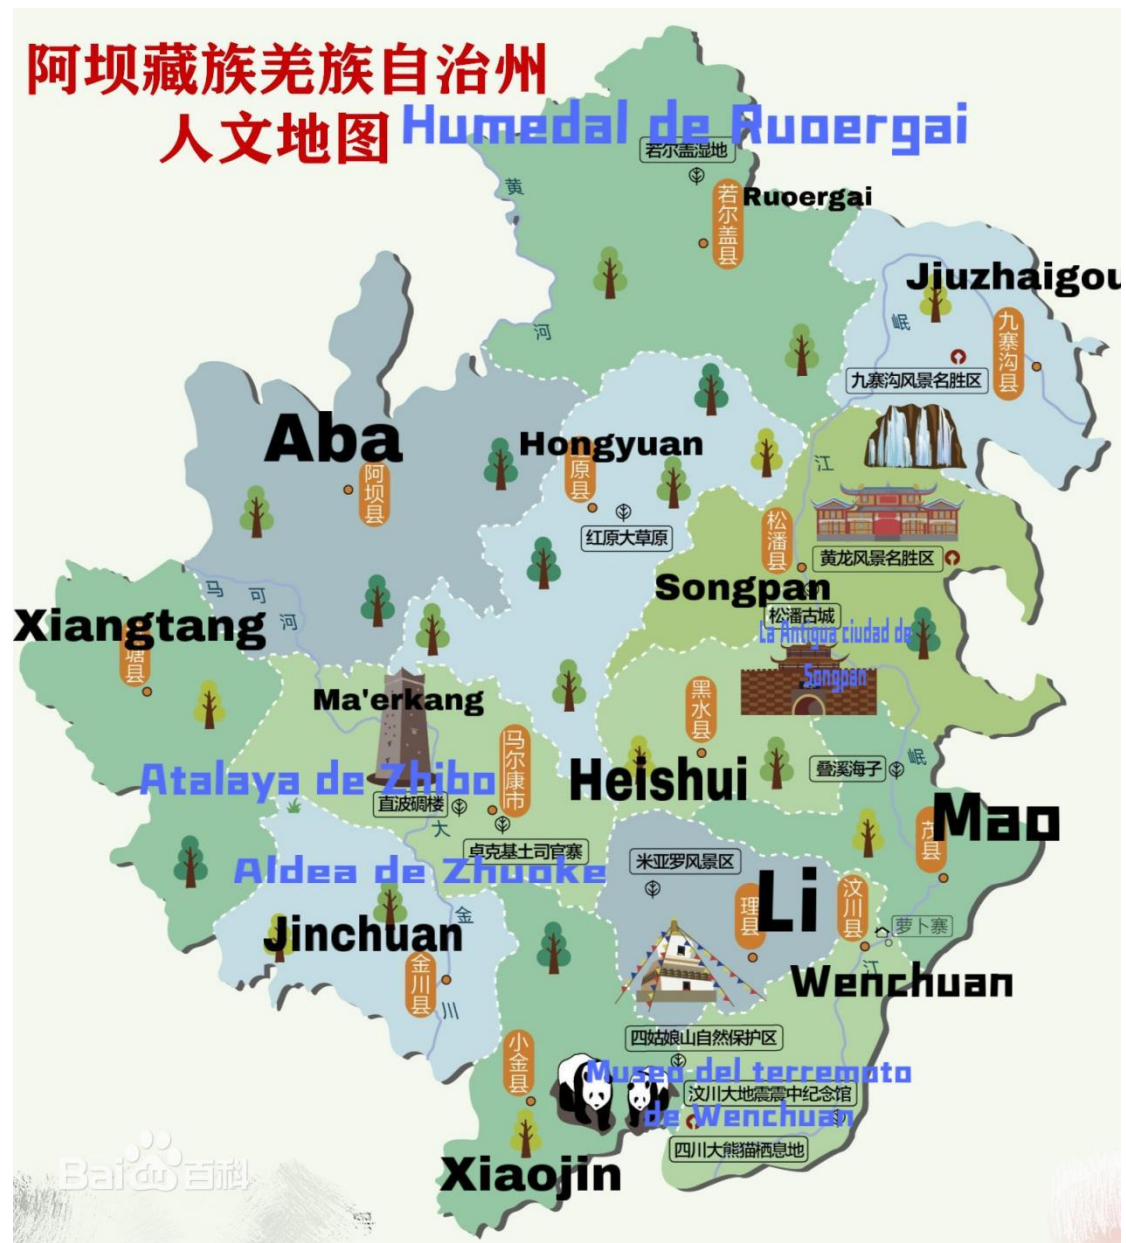 阿坝藏族羌族自治州
人文地图
Humedal de Ruoergai
若尔盖湿地
黄
若尔盖县
Ruoergai
Jiuzhaigou
河
岷
九寨沟县
九寨沟风景名胜区
Aba
阿坝县
Hongyuan
原县
红原大草原
江
松潘县
黄龙风景名胜区
Songpan
松潘古城
La Antigua ciudad de
Songpan
马
可
河
Xiangtang
塘县
Ma'erkang
黑水县
马尔康市
Atalaya de Zhibo
直波碉楼
大
卓克基土司官寨
Heishui
叠溪海子
岷
Mao
茂县
Aldea de Zhuoke
米亚罗风景区
Li
理县
汶川县
萝卜寨
金
Jinchuan
金川县
川
江
Wenchuan
四姑娘山自然保护区
小金县
Museo del terremoto
de Wenchuan
汶川大地震震中纪念馆
四川大熊猫栖息地
Xiaojin
Bai 百科